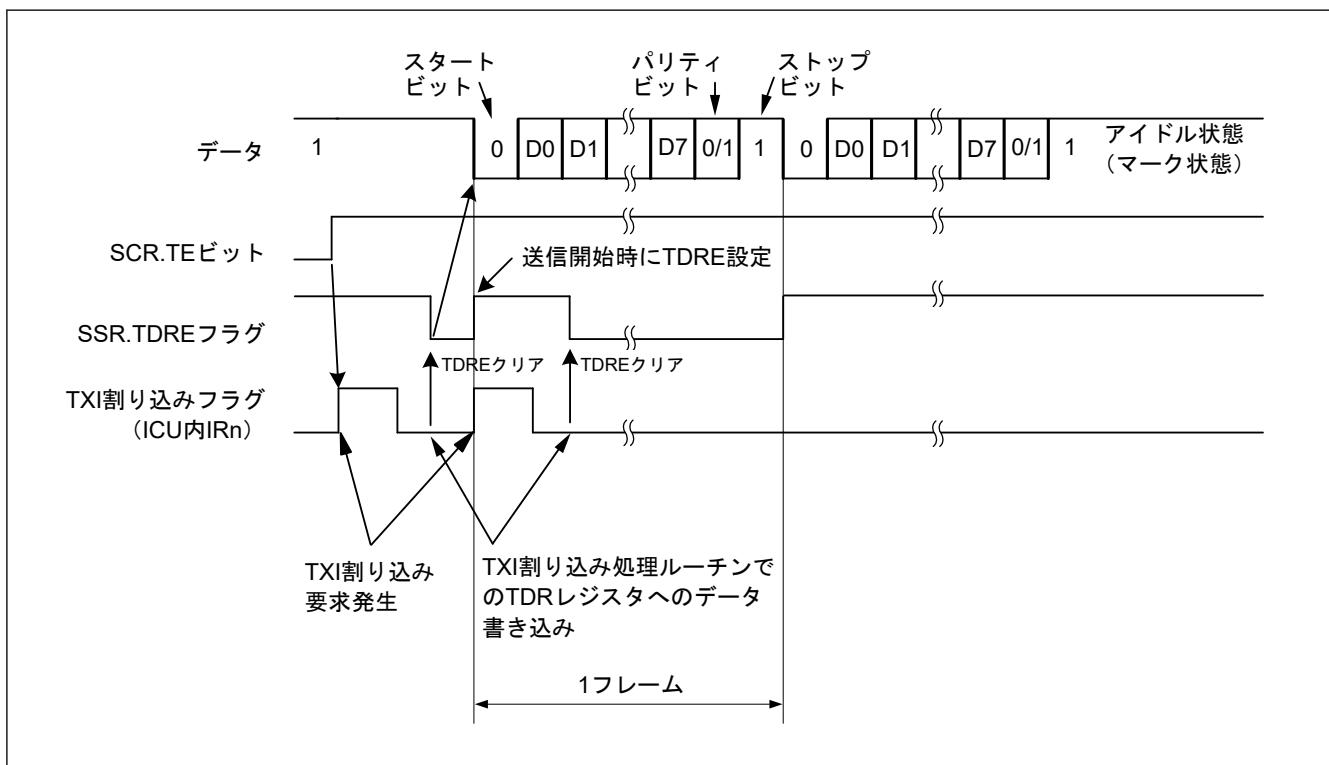 スタート
ビット
パリティ
ビット
ストップ
ビット
データ
1
0
D0
D1
D7
0/1
1
0
D0
D1
D7
0/1
1
アイドル状態
（マーク状態）
SCR.TEビット
送信開始時にTDRE設定
SSR.TDREフラグ
TDREクリア
TDREクリア
TXI割り込みフラグ
（ICU内IRn）
TXI割り込み
要求発生
TXI割り込み処理ルーチンで
のTDRレジスタへのデータ
書き込み
1フレーム